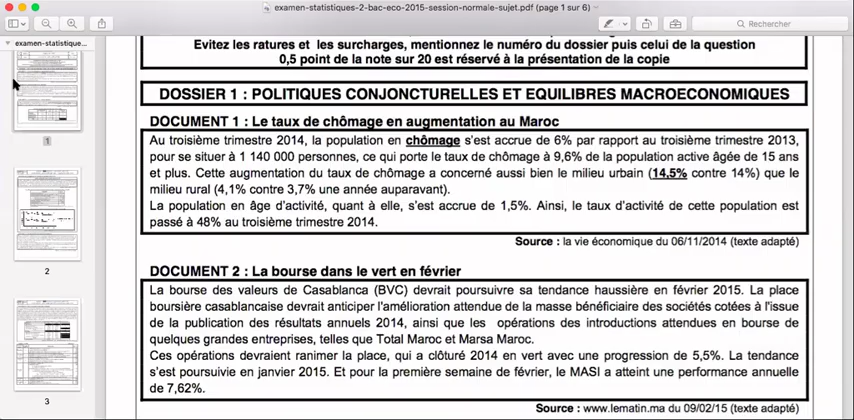 examen-statistiques-2-bac-eco-2015-session-normale-sujet.pdf (page 1 sur 6)
Rechercher
examen-statistique...
1
2
3
Evitez les ratures et les surcharges, mentionnez le numéro du dossier puis celui de la question
0,5 point de la note sur 20 est réservé à la présentation de la copie
DOSSIER 1 : POLITIQUES CONJONCTURELLES ET EQUILIBRES MACROECONOMIQUES
DOCUMENT 1 : Le taux de chômage en augmentation au Maroc
Au troisième trimestre 2014, la population en chômage s'est accrue de 6% par rapport au troisième trimestre 2013,
pour se situer à 1 140 000 personnes, ce qui porte le taux de chômage à 9,6% de la population active âgée de 15 ans
et plus. Cette augmentation du taux de chômage a concerné aussi bien le milieu urbain (14,5% contre 14%) que le
milieu rural (4,1% contre 3,7% une année auparavant).
La population en âge d'activité, quant à elle, s'est accrue de 1,5%. Ainsi, le taux d'activité de cette population est
passé à 48% au troisième trimestre 2014.
Source : la vie économique du 06/11/2014 (texte adapté)
DOCUMENT 2 : La bourse dans le vert en février
La bourse des valeurs de Casablanca (BVC) devrait poursuivre sa tendance haussière en février 2015. La place
boursière casablancaise devrait anticiper l'amélioration attendue de la masse bénéficiaire des sociétés cotées à l'issue
de la publication des résultats annuels 2014, ainsi que les opérations des introductions attendues en bourse de
quelques grandes entreprises, telles que Total Maroc et Marsa Maroc.
Ces opérations devraient ranimer la place, qui a clôturé 2014 en vert avec une progression de 5,5%. La tendance
s'est poursuivie en janvier 2015. Et pour la première semaine de février, le MASI a atteint une performance annuelle
de 7,62%.
Source : www.lematin.ma du 09/02/15 (texte adapté)